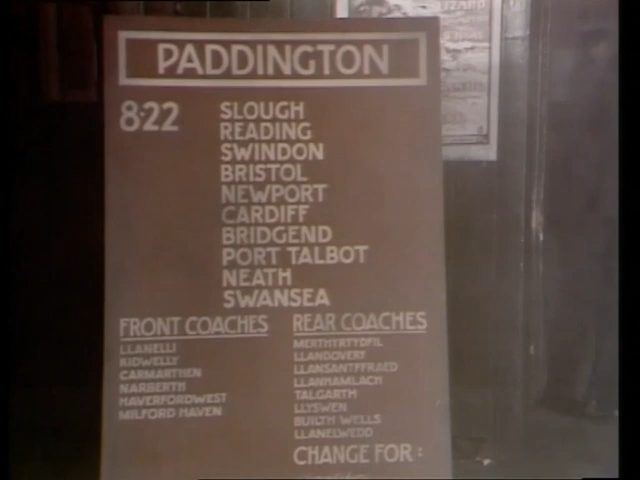 PADDINGTON
8·22
SLOUGH
READING
SWINDON
BRISTOL
NEWPORT
CARDIFF
BRIDGEND
PORT TALBOT
NEATH
SWANSEA
FRONT COACHES
LLANELLI
KIDWELLY
CARMARTHEN
NARBERTH
HAVERFORDWEST
MILFORD HAVEN
REAR COACHES
MERTHYRTYDFIL
LLANDOVERY
LLANSANTFFRAED
LLANHAMLACH
TALGARTH
LLYSWEN
BUILTH WELLS
LLANELWEDD
CHANGE FOR :